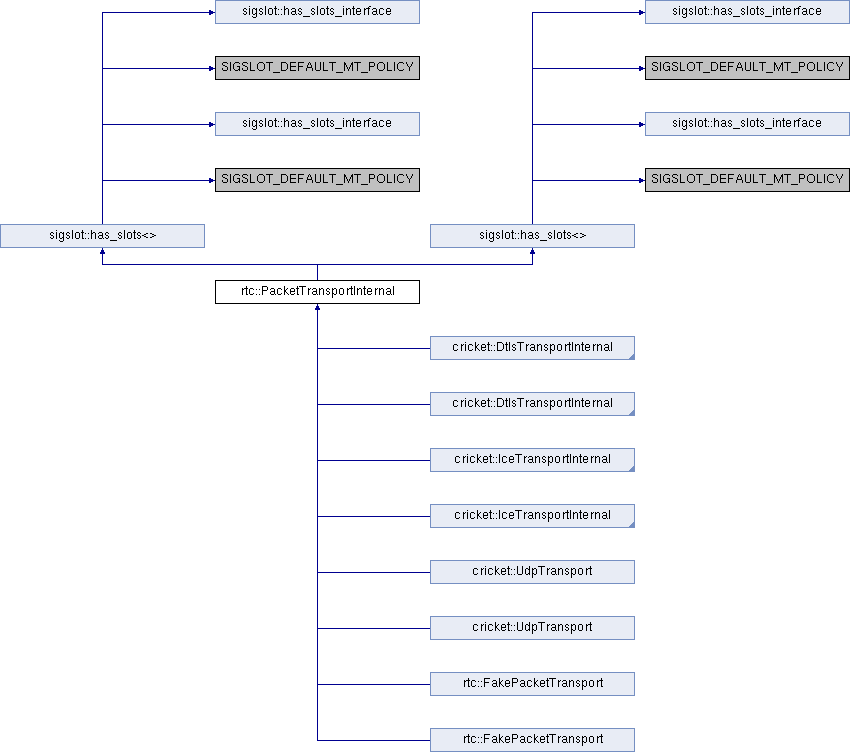 sigslot::has_slots_interface
sigslot::has_slots_interface
SIGSLOT_DEFAULT_MT_POLICY
SIGSLOT_DEFAULT_MT_POLICY
sigslot::has_slots_interface
sigslot::has_slots_interface
SIGSLOT_DEFAULT_MT_POLICY
SIGSLOT_DEFAULT_MT_POLICY
sigslot::has_slots<>
sigslot::has_slots<>
rtc::PacketTransportInternal
cricket::DtlsTransportInternal
cricket::DtlsTransportInternal
cricket::IceTransportInternal
cricket::IceTransportInternal
cricket::UdpTransport
cricket::UdpTransport
rtc::FakePacketTransport
rtc::FakePacketTransport